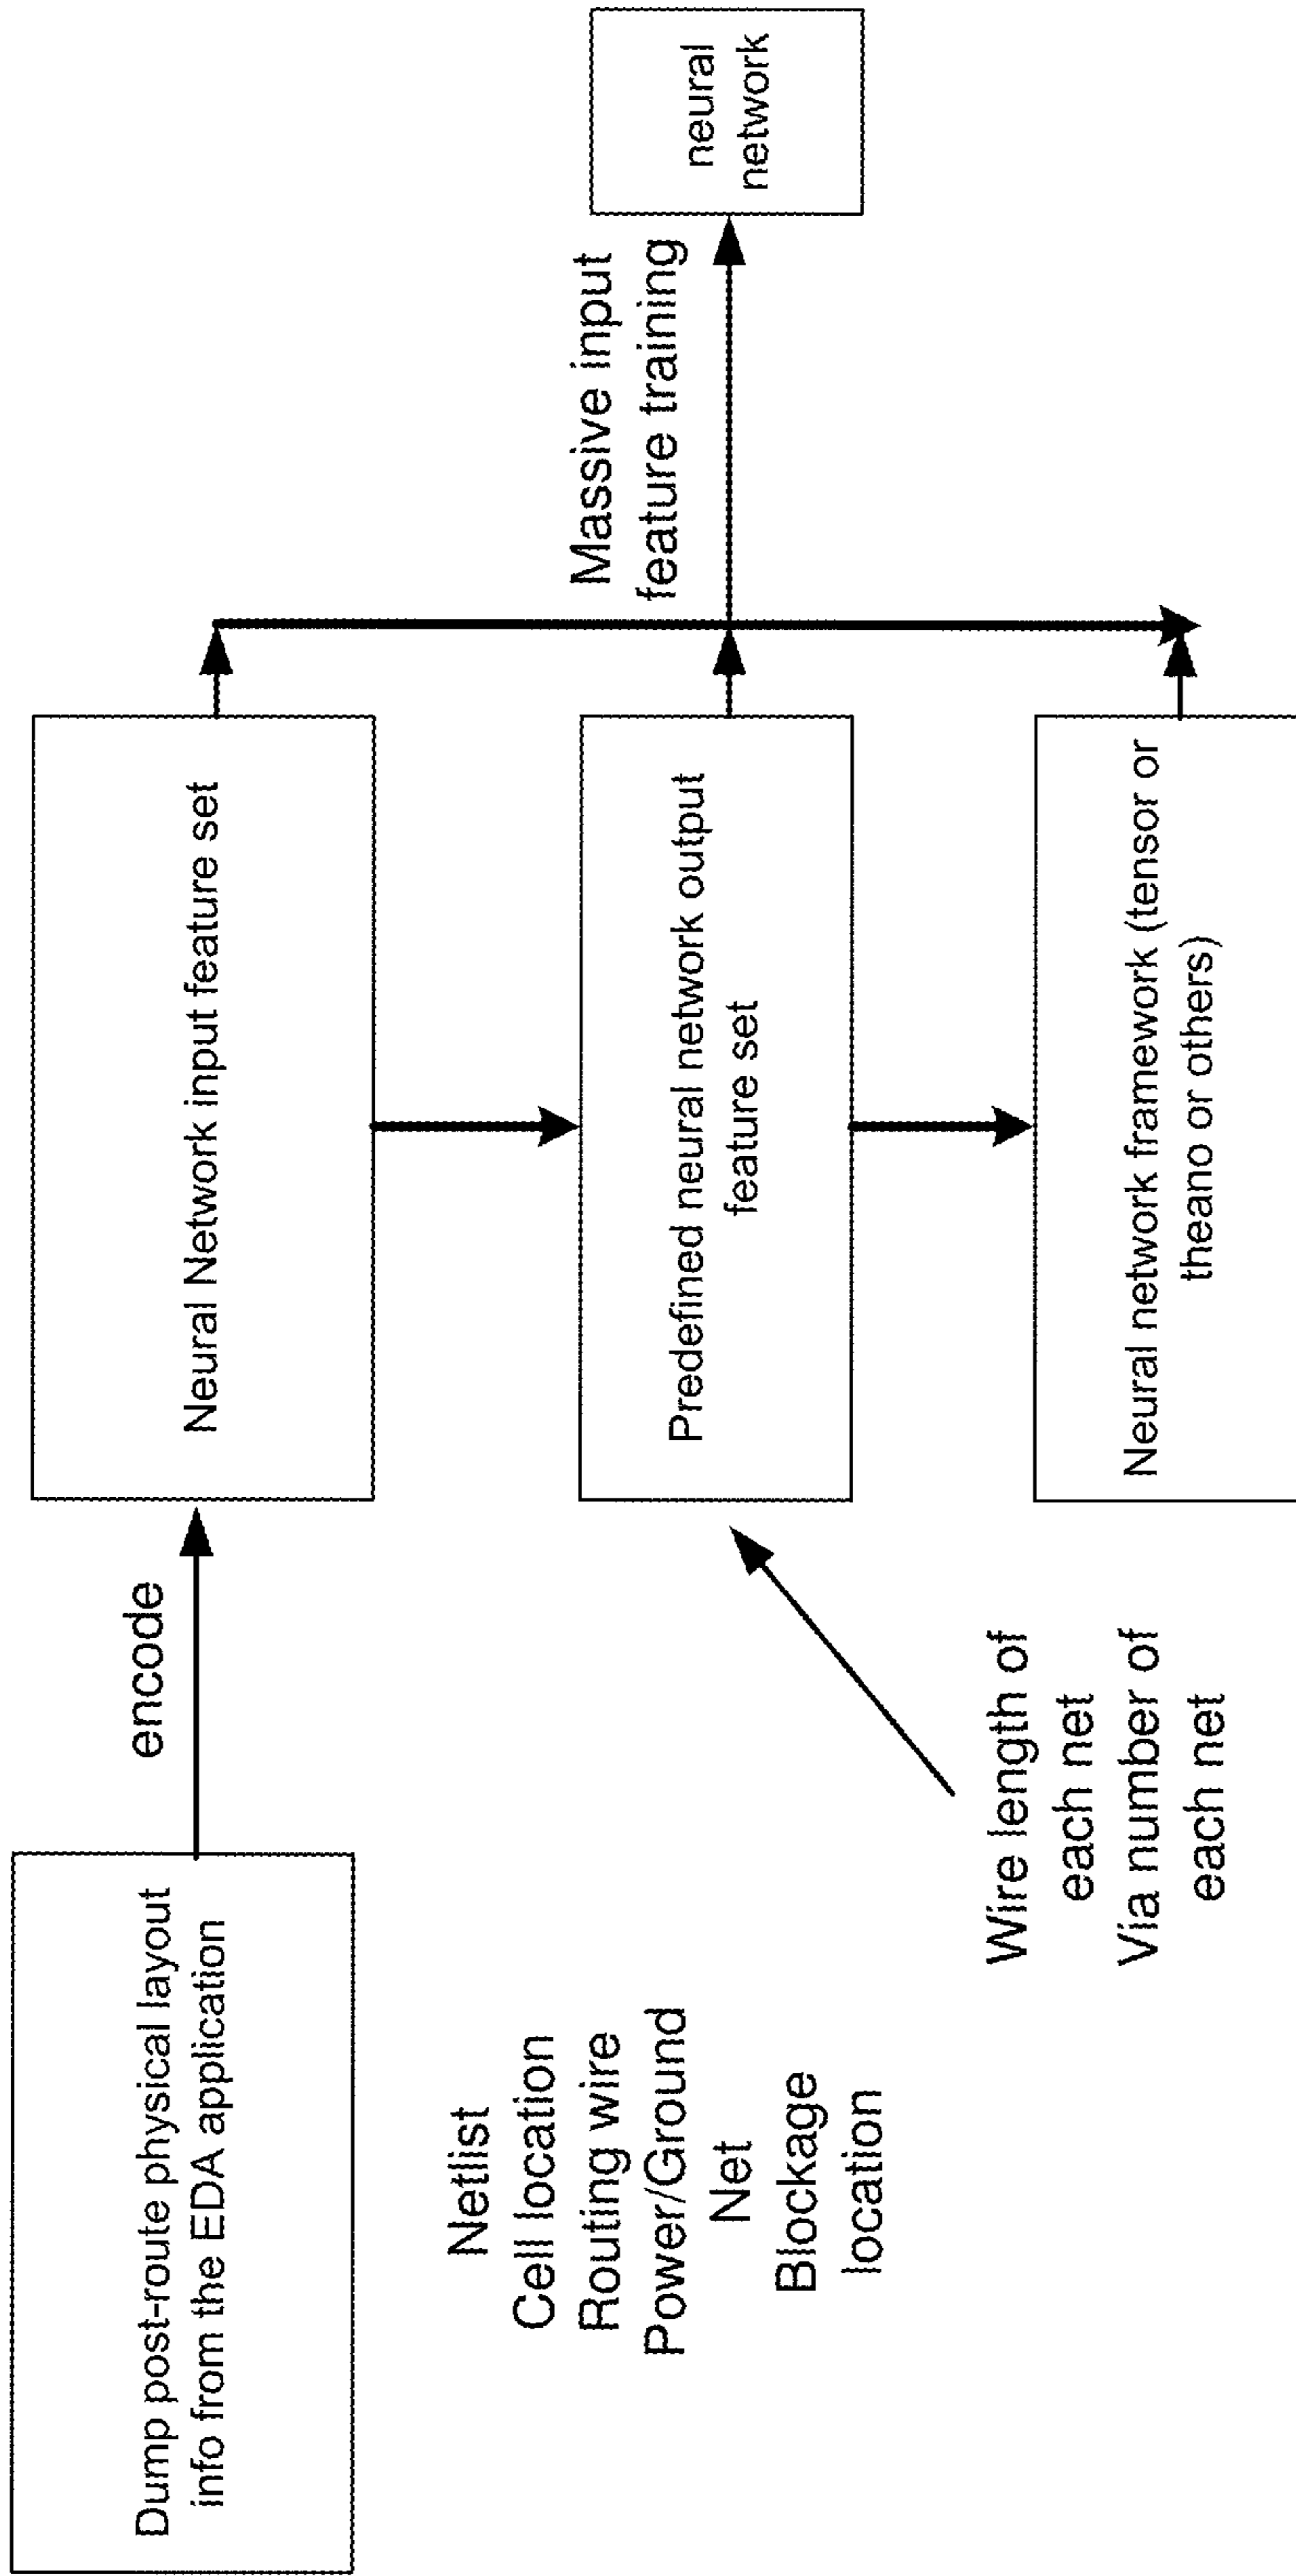 Dump post-route physical layout
info from the EDA application
encode
Neural Network input feature set
Netlist
Cell location
Routing wire
Power/Ground
Net
Blockage
location
Predefined neural network output
feature set
Massive input
feature training
neural
network
Wire length of
each net
Via number of
each net
Neural network framework (tensor or
theano or others)